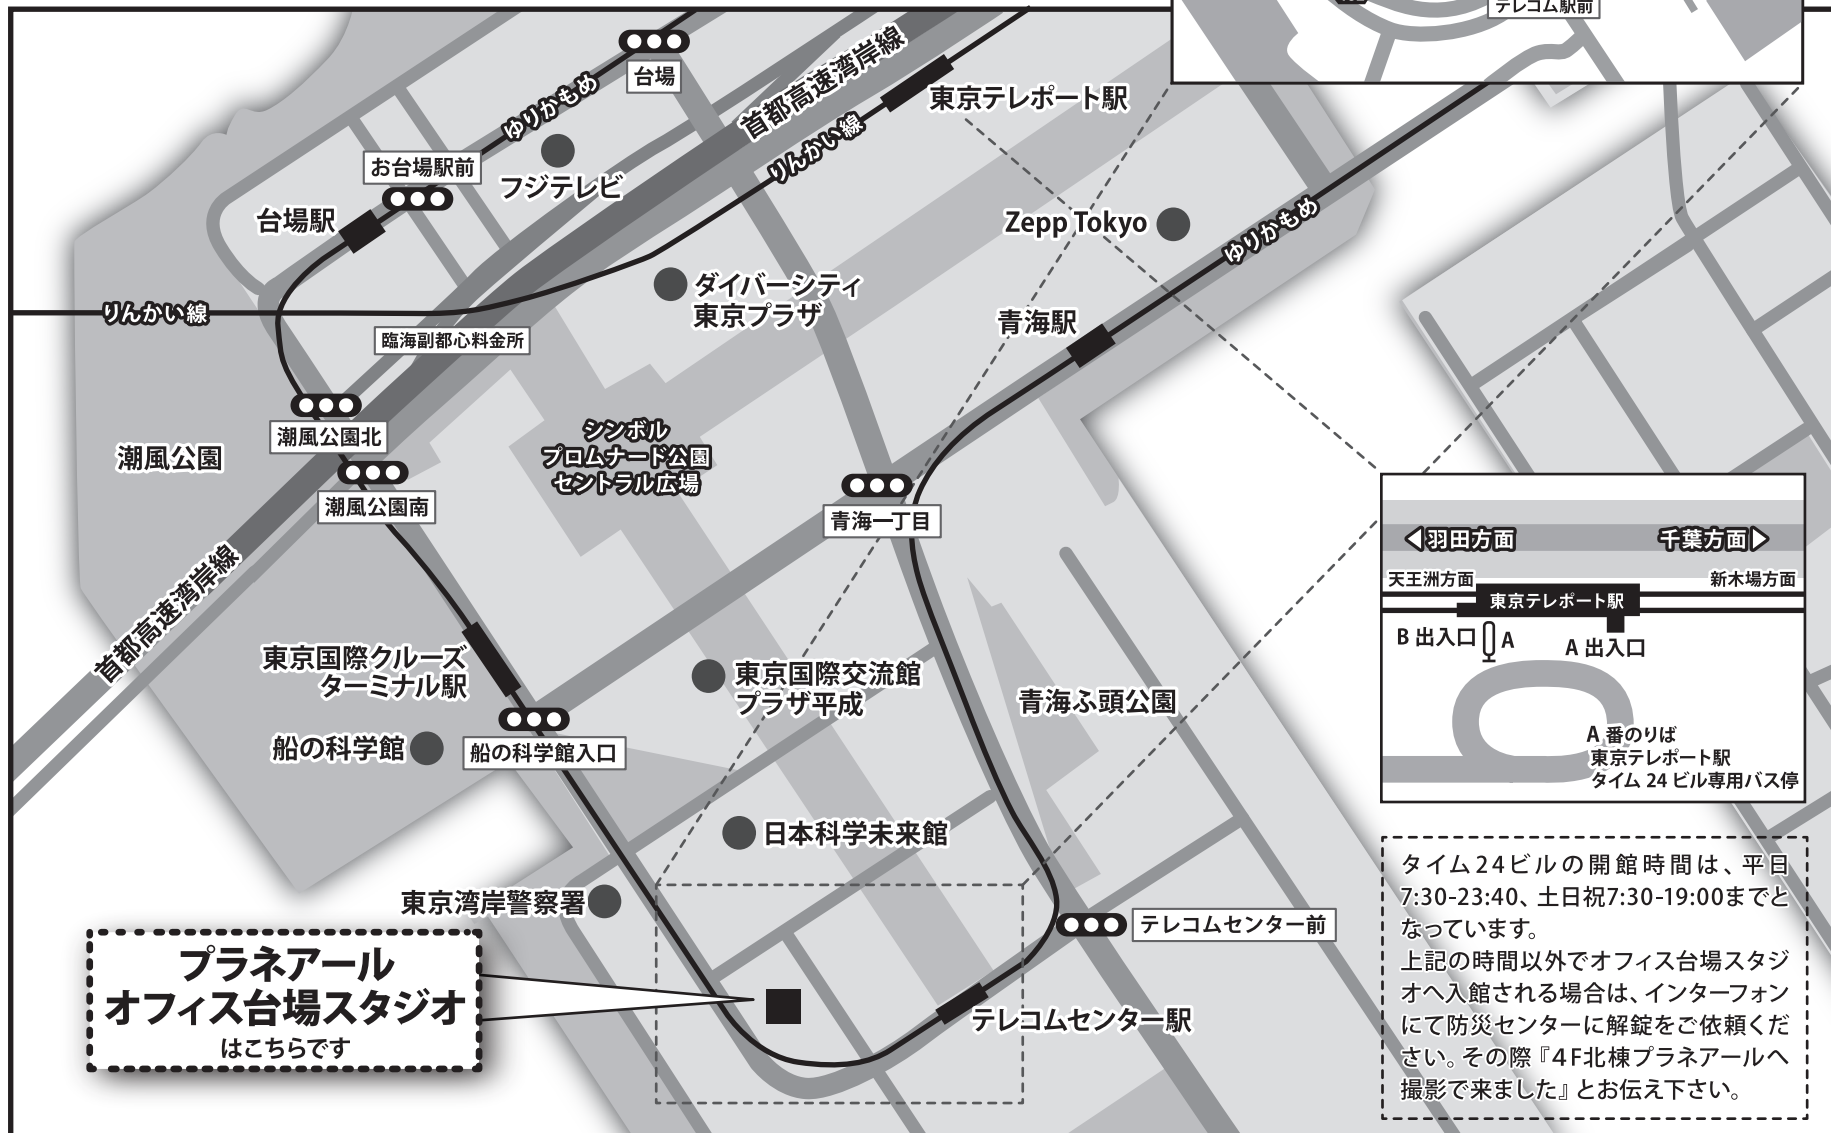 テレコム駅前
台場
首都高速湾岸線
ゆりかもめ
りんかい線
東京テレポート駅
お台場駅前
フジテレビ
台場駅
Zepp Tokyo
ゆりかもめ
りんかい線
ダイバーシティ
東京プラザ
臨海副都心料金所
青海駅
潮風公園北
潮風公園
潮風公園南
シンボル
プロムナード公園
セントラル広場
青海一丁目
首都高速湾岸線
東京国際クルーズ
ターミナル駅
東京国際交流館
プラザ平成
青海ふ頭公園
船の科学館
船の科学館入口
日本科学未来館
東京湾岸警察署
テレコムセンター前
テレコムセンター駅
プラネアール
オフィス台場スタジオ
はこちらです
羽田方面
千葉方面
天王洲方面
新木場方面
東京テレポート駅
B 出入口
A
A 出入口
A 番のりば
東京テレポート駅
タイム 24 ビル専用バス停
タイム24ビルの開館時間は、平日
7:30-23:40、土日祝7:30-19:00までと
なっています。
上記の時間以外でオフィス台場スタジ
オへ入館される場合は、インターフォン
にて防災センターに解錠をご依頼くだ
さい。その際『4F北棟プラネアールへ
撮影で来ました』とお伝え下さい。